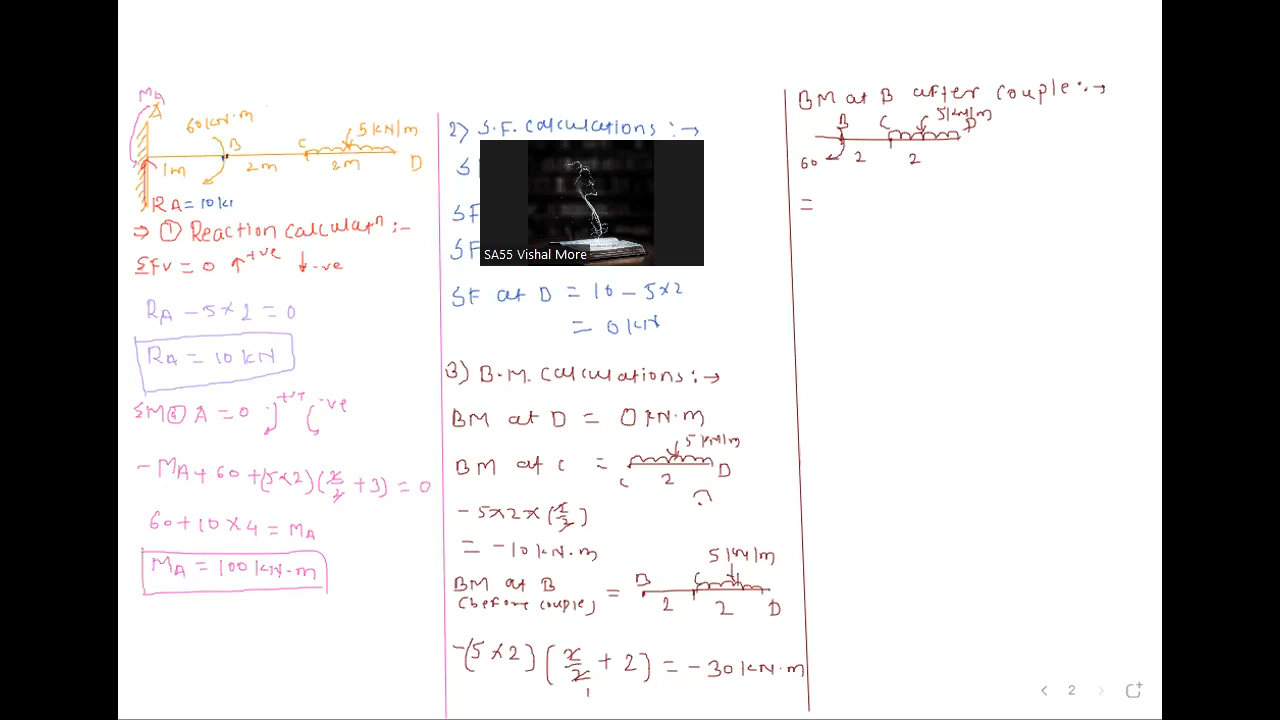 MA
A
60 kN.m
B
C
5 kN/m
D
1m
2m
2m
RA = 10 kN
⇒ ① Reaction calculatn :-
ΣFV = 0 ↑+ve ↓-ve
RA - 5×2 = 0
RA = 10 kN
ΣM@A = 0 +ve -ve
- MA + 60 + (5×2)(2/2 + 3) = 0
60 + 10 × 4 = MA
MA = 100 kN.m
2) S.F. calculations :→
S
SF
SF
SA55 Vishal More
SF at D = 10 - 5×2
= 0 kN
3) B.M. calculations :→
BM at D = 0 kN.m
BM at C =
5 kN/m
C
2
D
- 5×2×(2/2)
= -10 kN.m
BM at B
(before couple) =
5 kN/m
B
C
2
2
D
-(5×2)(2/2 + 2) = -30 kN.m
1
BM at B after couple :→
B
C
5 kN/m
D
60
2
2
=
2